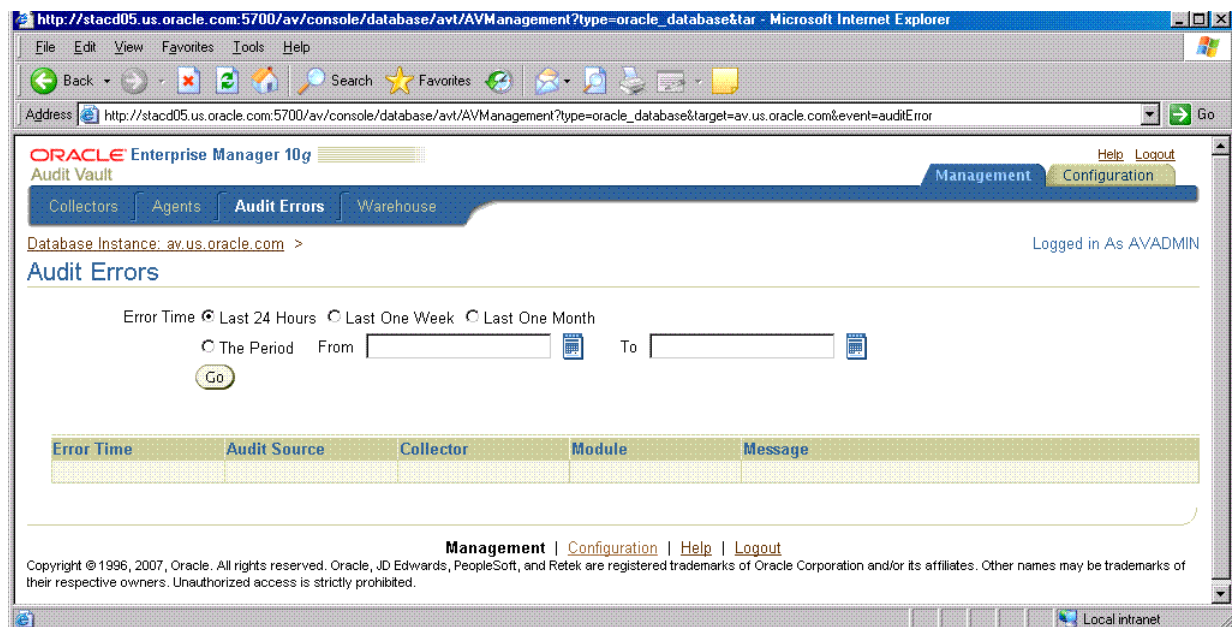 http://stacd05.us.oracle.com:5700/av/console/database/avt/AVManagement?type=oracle_database&tar - Microsoft Internet Explorer
File Edit View Favorites Tools Help
Back Search Favorites
Address http://stacd05.us.oracle.com:5700/av/console/database/avt/AVManagement?type=oracle_database&target=av.us.oracle.com&event=auditError Go
ORACLE Enterprise Manager 10g
Help Logout
Audit Vault
Management Configuration
Collectors Agents Audit Errors Warehouse
Database Instance: av.us.oracle.com >
Logged in As AVADMIN
Audit Errors
Error Time Last 24 Hours Last One Week Last One Month
The Period From To
Go
Error Time Audit Source Collector Module Message
Management | Configuration | Help | Logout
Copyright © 1996, 2007, Oracle. All rights reserved. Oracle, JD Edwards, PeopleSoft, and Retek are registered trademarks of Oracle Corporation and/or its affiliates. Other names may be trademarks of
their respective owners. Unauthorized access is strictly prohibited.
Local intranet